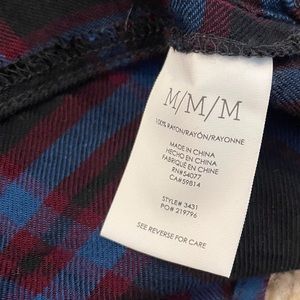 M/M/M
100% RAYON/RAYÓN/RAYONNE
MADE IN CHINA
HECHO EN CHINA
FABRIQUÉ EN CHINE
RN#54077
CA#59814
STYLE# 3431
PO# 219796
SEE REVERSE FOR CARE